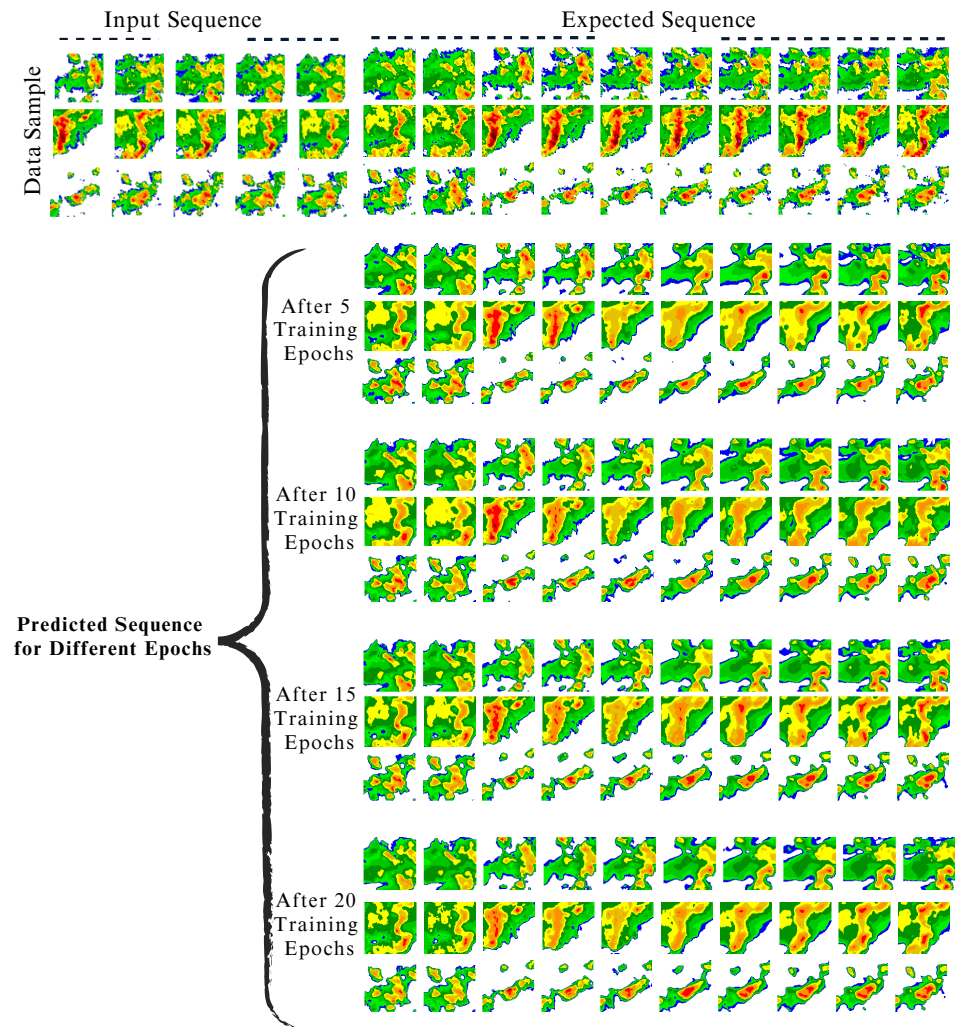 Input Sequence
Expected Sequence
Data Sample
After 5
Training
Epochs
After 10
Training
Epochs
Predicted Sequence
for Different Epochs
After 15
Training
Epochs
After 20
Training
Epochs